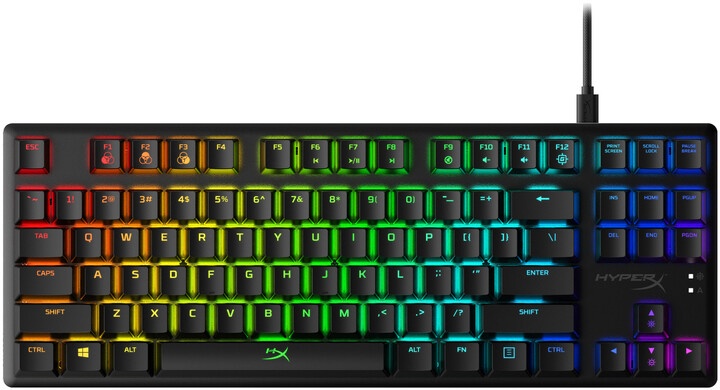 ESC F1 F2 F3 F4 F5 F6 F7 F8 F9 F10 F11 F12 PRINT SCREEN SCROLL LOCK PAUSE BREAK
~ 1! 2@ 3# 4$ 5% 6^ 7& 8* 9( 0) -_ =+ INS HOME PGUP
TAB Q W E R T Y U I O P [{ ]} \| DEL END PGDN
CAPS A S D F G H J K L ;: '" ENTER HYPERX A
SHIFT Z X C V B N M ,< .> /? SHIFT
CTRL ALT HX ALT FN CTRL